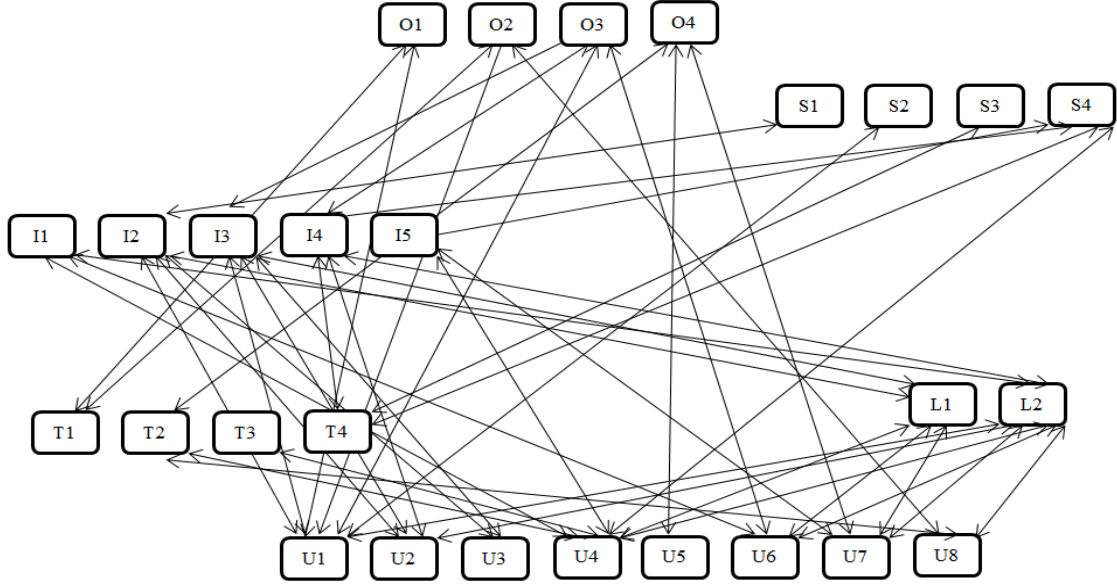 O1 O2 O3 O4
S1 S2 S3 S4
I1 I2 I3 I4 I5
L1 L2
T1 T2 T3 T4
U1 U2 U3 U4 U5 U6 U7 U8